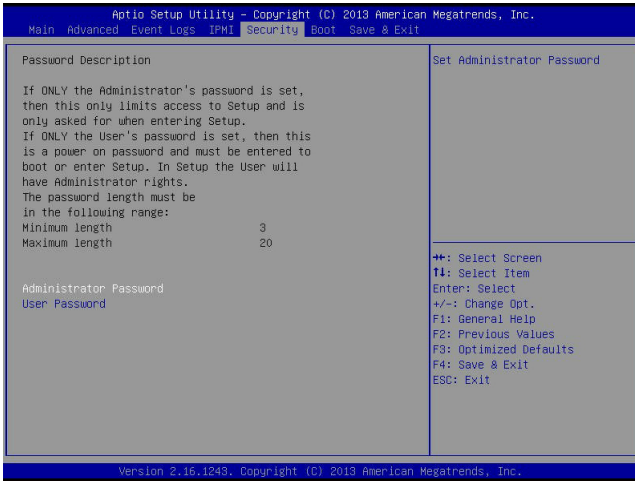 Aptio Setup Utility – Copyright (C) 2013 American Megatrends, Inc.
Main Advanced Event Logs IPMI Security Boot Save & Exit
Password Description
If ONLY the Administrator's password is set,
then this only limits access to Setup and is
only asked for when entering Setup.
If ONLY the User's password is set, then this
is a power on password and must be entered to
boot or enter Setup. In Setup the User will
have Administrator rights.
The password length must be
in the following range:
Minimum length 3
Maximum length 20
Administrator Password
User Password
Set Administrator Password
→←: Select Screen
↑↓: Select Item
Enter: Select
+/-: Change Opt.
F1: General Help
F2: Previous Values
F3: Optimized Defaults
F4: Save & Exit
ESC: Exit
Version 2.16.1243. Copyright (C) 2013 American Megatrends, Inc.